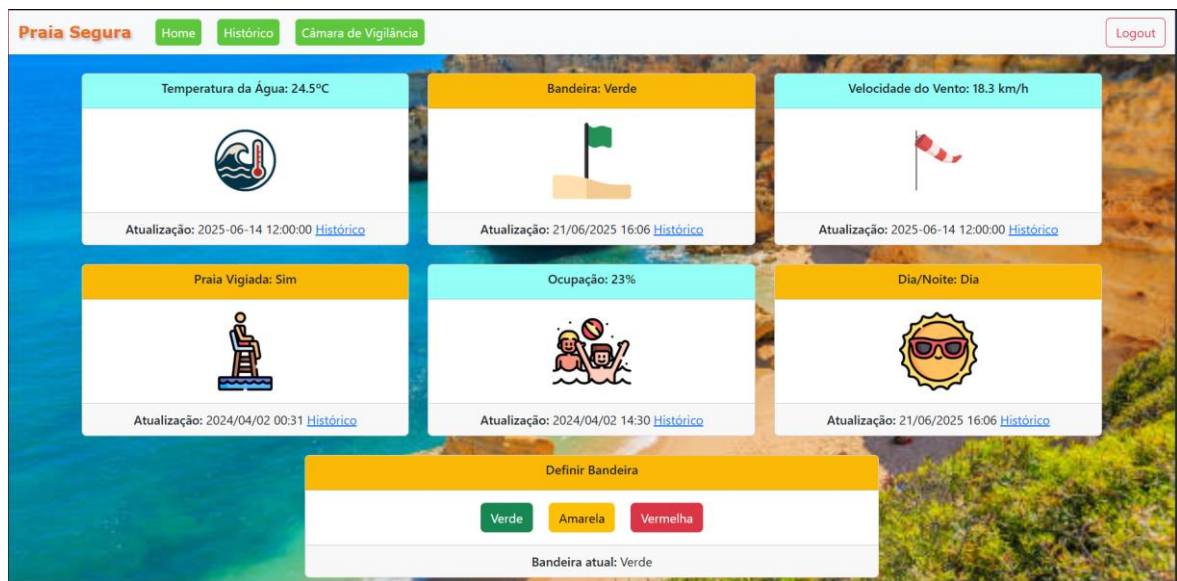 Praia Segura Home Histórico Câmara de Vigilância Logout
Temperatura da Água: 24.5ºC
Atualização: 2025-06-14 12:00:00 Histórico
Bandeira: Verde
Atualização: 21/06/2025 16:06 Histórico
Velocidade do Vento: 18.3 km/h
Atualização: 2025-06-14 12:00:00 Histórico
Praia Vigiada: Sim
Atualização: 2024/04/02 00:31 Histórico
Ocupação: 23%
Atualização: 2024/04/02 14:30 Histórico
Dia/Noite: Dia
Atualização: 21/06/2025 16:06 Histórico
Definir Bandeira
Verde Amarela Vermelha
Bandeira atual: Verde